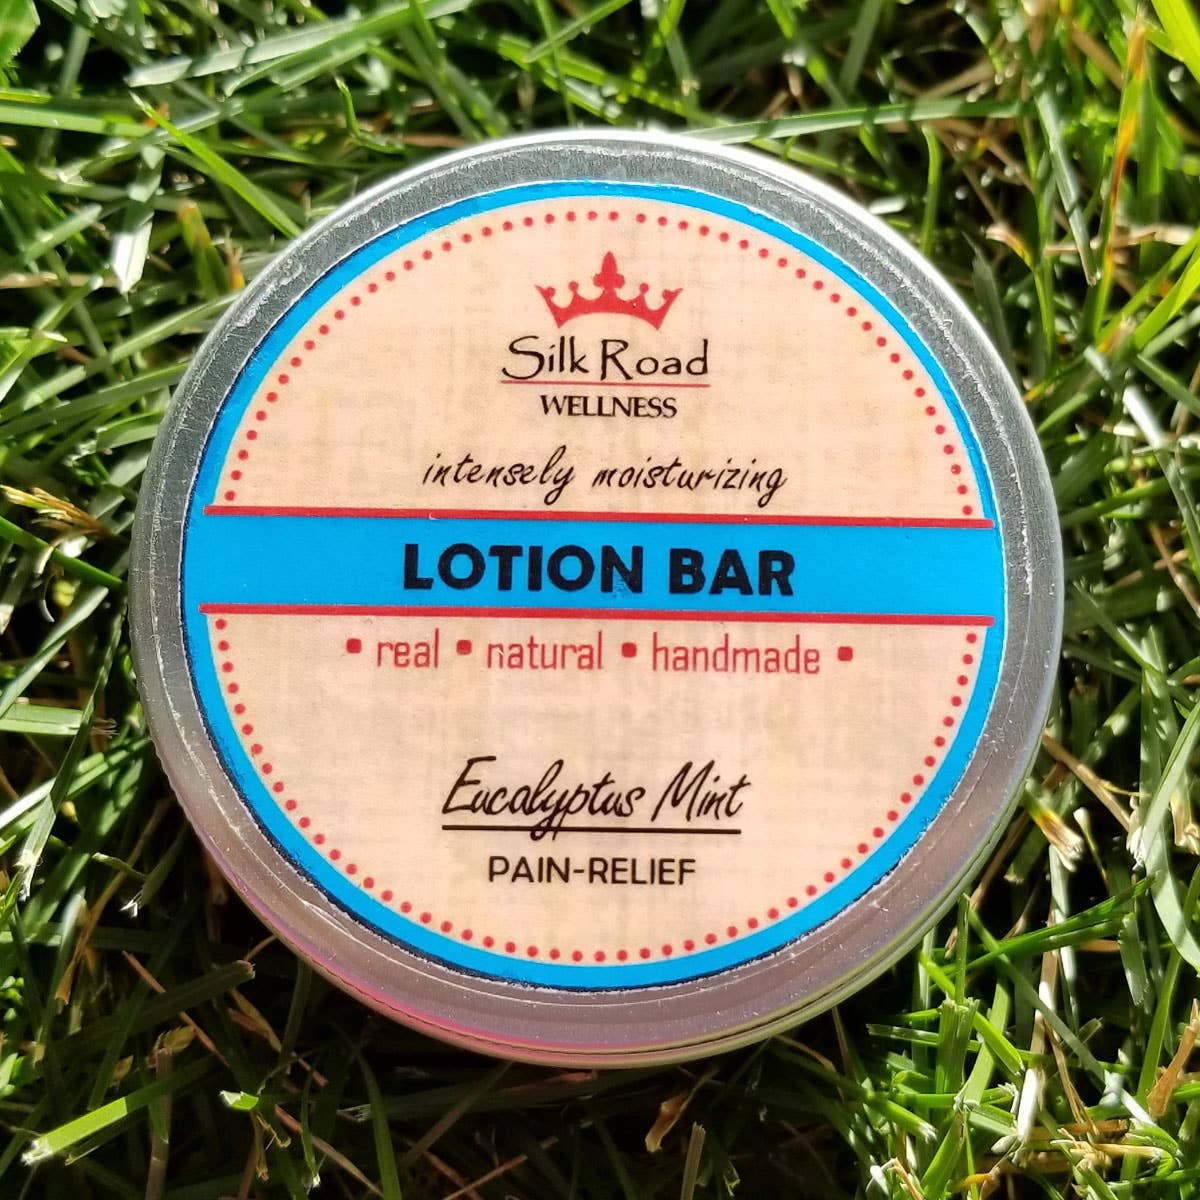 Silk Road
WELLNESS
intensely moisturizing
LOTION BAR
• real • natural • handmade •
Eucalyptus Mint
PAIN-RELIEF